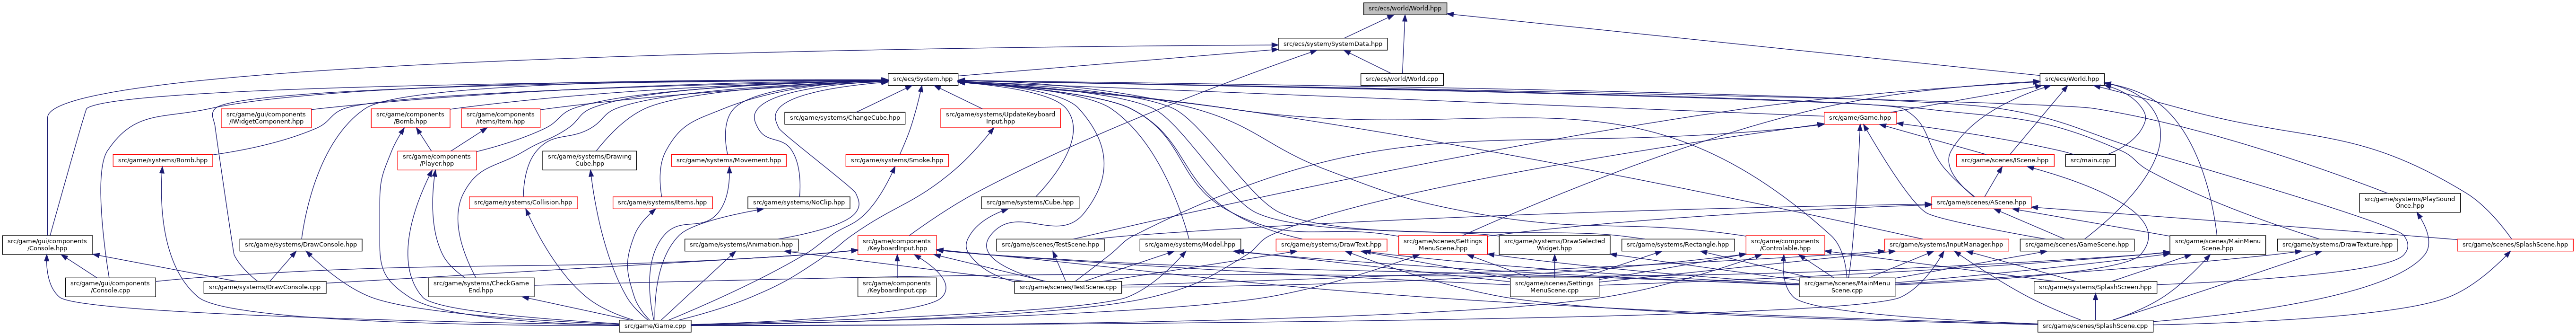 src/ecs/world/World.hpp
src/ecs/system/SystemData.hpp
src/ecs/System.hpp
src/ecs/world/World.cpp
src/ecs/World.hpp
src/game/gui/components
/IWidgetComponent.hpp
src/game/components
/Bomb.hpp
src/game/components
/items/Item.hpp
src/game/systems/ChangeCube.hpp
src/game/systems/UpdateKeyboard
Input.hpp
src/game/Game.hpp
src/game/systems/Bomb.hpp
src/game/components
/Player.hpp
src/game/systems/Drawing
Cube.hpp
src/game/systems/Movement.hpp
src/game/systems/Smoke.hpp
src/game/scenes/IScene.hpp
src/main.cpp
src/game/systems/Collision.hpp
src/game/systems/Items.hpp
src/game/systems/NoClip.hpp
src/game/systems/Cube.hpp
src/game/scenes/AScene.hpp
src/game/systems/PlaySound
Once.hpp
src/game/gui/components
/Console.hpp
src/game/systems/DrawConsole.hpp
src/game/systems/Animation.hpp
src/game/components
/KeyboardInput.hpp
src/game/scenes/TestScene.hpp
src/game/systems/Model.hpp
src/game/systems/DrawText.hpp
src/game/scenes/Settings
MenuScene.hpp
src/game/systems/DrawSelected
Widget.hpp
src/game/systems/Rectangle.hpp
src/game/components
/Controlable.hpp
src/game/systems/InputManager.hpp
src/game/scenes/GameScene.hpp
src/game/scenes/MainMenu
Scene.hpp
src/game/systems/DrawTexture.hpp
src/game/scenes/SplashScene.hpp
src/game/gui/components
/Console.cpp
src/game/systems/DrawConsole.cpp
src/game/systems/CheckGame
End.hpp
src/game/components
/KeyboardInput.cpp
src/game/scenes/TestScene.cpp
src/game/scenes/Settings
MenuScene.cpp
src/game/scenes/MainMenu
Scene.cpp
src/game/systems/SplashScreen.hpp
src/game/Game.cpp
src/game/scenes/SplashScene.cpp